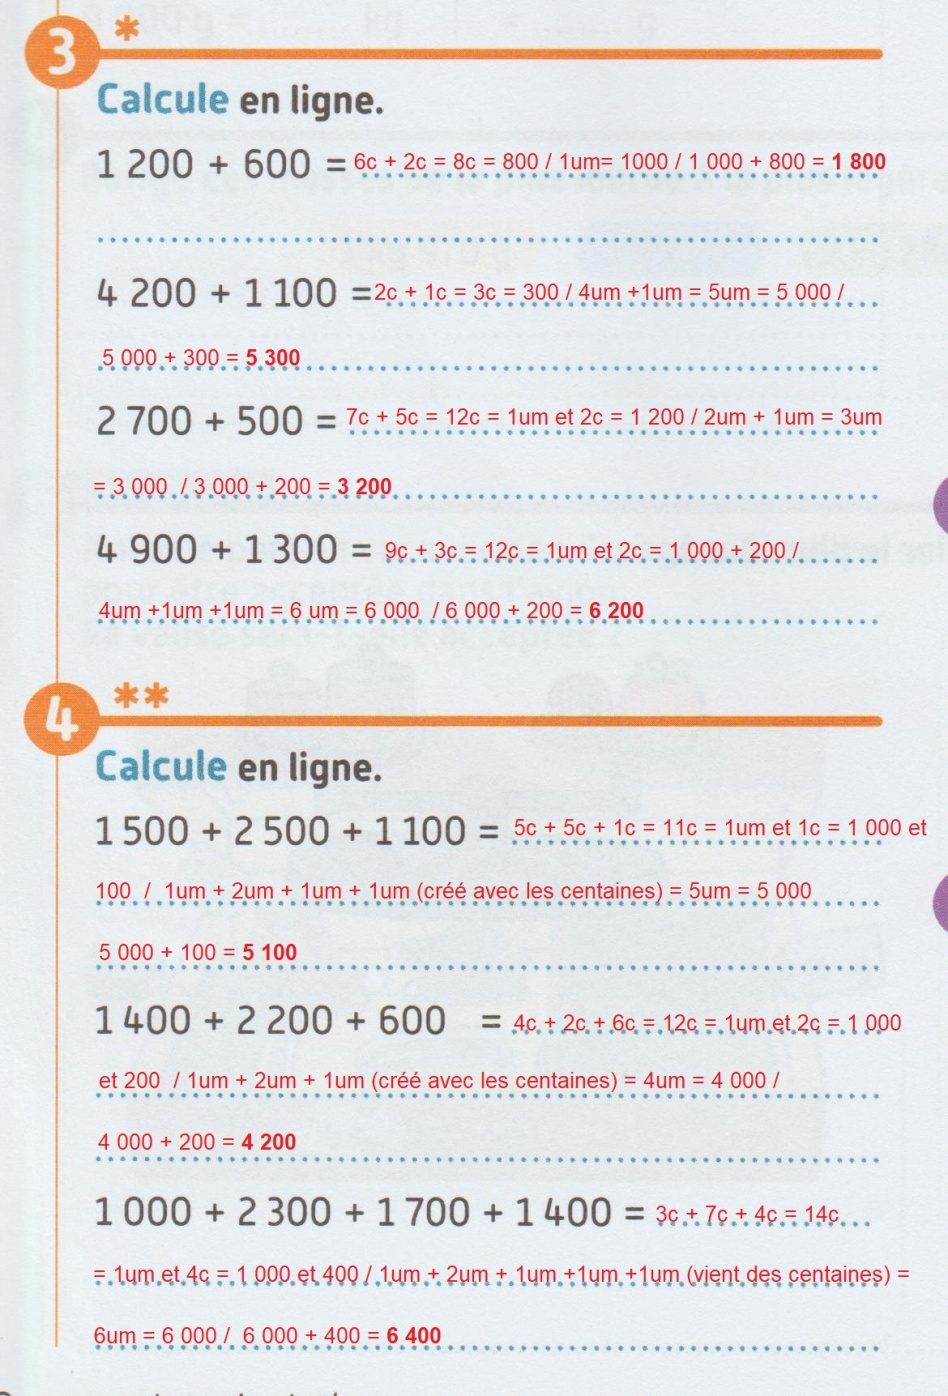 3 *
Calcule en ligne.
1 200 + 600 = 6c + 2c = 8c = 800 / 1um= 1000 / 1 000 + 800 = 1 800
4 200 + 1 100 = 2c + 1c = 3c = 300 / 4um +1um = 5um = 5 000 /
5 000 + 300 = 5 300
2 700 + 500 = 7c + 5c = 12c = 1um et 2c = 1 200 / 2um + 1um = 3um
= 3 000 / 3 000 + 200 = 3 200
4 900 + 1 300 = 9c + 3c = 12c = 1um et 2c = 1 000 + 200 /
4um +1um +1um = 6 um = 6 000 / 6 000 + 200 = 6 200
4 **
Calcule en ligne.
1 500 + 2 500 + 1 100 = 5c + 5c + 1c = 11c = 1um et 1c = 1 000 et
100 / 1um + 2um + 1um + 1um (créé avec les centaines) = 5um = 5 000
5 000 + 100 = 5 100
1 400 + 2 200 + 600 = 4c + 2c + 6c = 12c = 1um et 2c = 1 000
et 200 / 1um + 2um + 1um (créé avec les centaines) = 4um = 4 000 /
4 000 + 200 = 4 200
1 000 + 2 300 + 1 700 + 1 400 = 3c + 7c + 4c = 14c
= 1um et 4c = 1 000 et 400 / 1um + 2um + 1um +1um +1um (vient des centaines) =
6um = 6 000 / 6 000 + 400 = 6 400